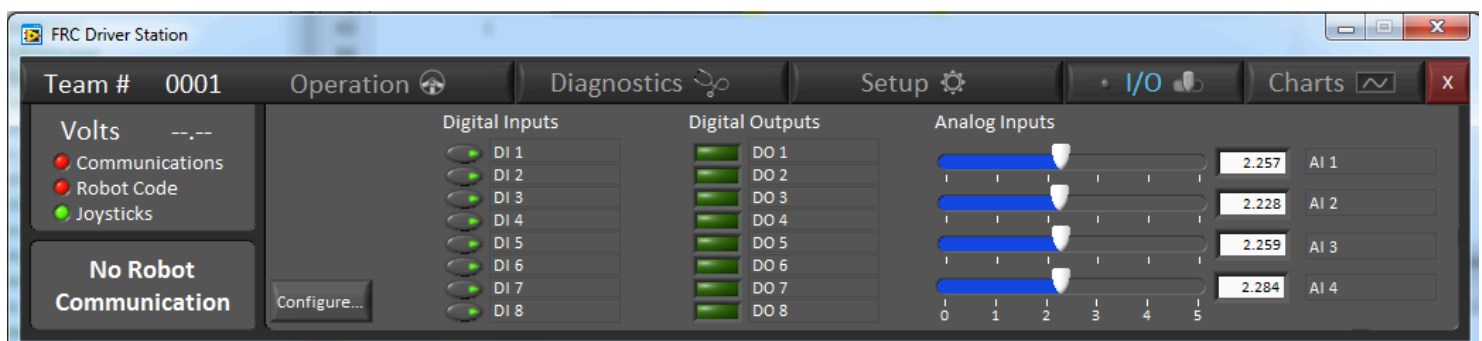 FRC Driver Station
X
Team # 0001 Operation Diagnostics Setup I/O Charts X
Volts --.--
Communications
Robot Code
Joysticks
No Robot
Communication
Configure...
Digital Inputs
DI 1
DI 2
DI 3
DI 4
DI 5
DI 6
DI 7
DI 8
Digital Outputs
DO 1
DO 2
DO 3
DO 4
DO 5
DO 6
DO 7
DO 8
Analog Inputs
2.257 AI 1
2.228 AI 2
2.259 AI 3
2.284 AI 4
0 1 2 3 4 5